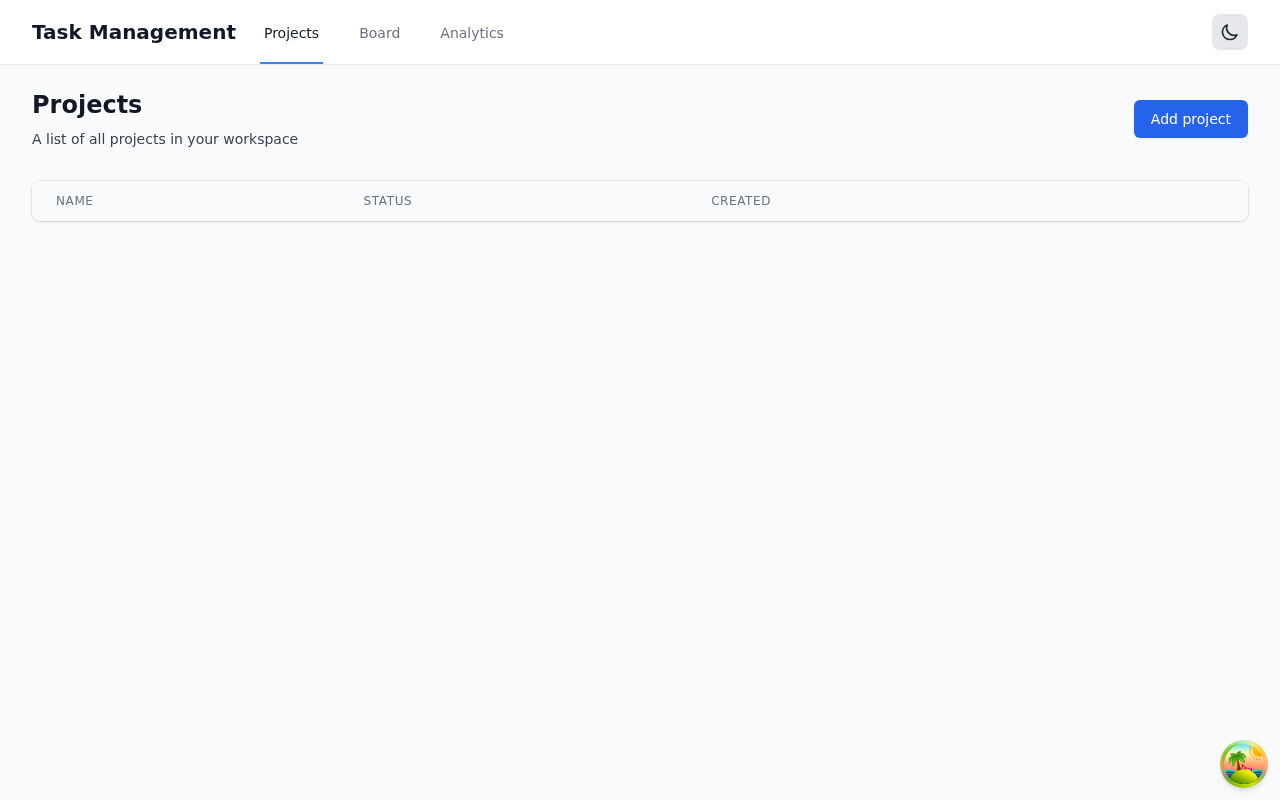 Task Management Projects Board Analytics
Projects
A list of all projects in your workspace
Add project
NAME STATUS CREATED